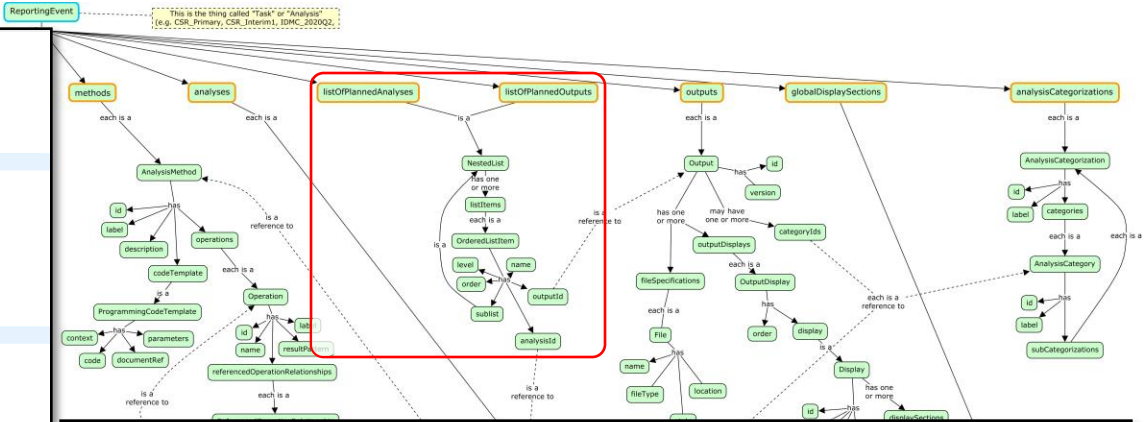 ReportingEvent
This is the thing called "Task" or "Analysis"
(e.g. CSR_Primary, CSR_Interim1, IDMC_2020Q2,
methods
analyses
listOfPlannedAnalyses
listOfPlannedOutputs
outputs
globalDisplaySections
analysisCategorizations
each is a
each is a
is a
each is a
each is a
AnalysisMethod
NestedList
Output
id
AnalysisCategorization
has
version
has one
or more
has
id
label
description
operations
is a
reference to
listItems
each is a
OrderedListItem
is a
is a
reference to
has one
or more
may have
one or more
categoryIds
outputDisplays
has
id
label
categories
each is a
each is a
codeTemplate
each is a
level
name
order
has
outputId
sublist
each is a
fileSpecifications
OutputDisplay
AnalysisCategory
is a
ProgrammingCodeTemplate
Operation
each is a
has
each is a
reference to
has
id
label
has
context
parameters
code
documentRef
has
id
label
name
resultPattern
analysisId
File
order
display
is a
subCategorizations
referencedOperationRelationships
has
name
fileType
location
Display
is a
reference to
each is a
is a
reference to
has one
or more
id
has
displaySections